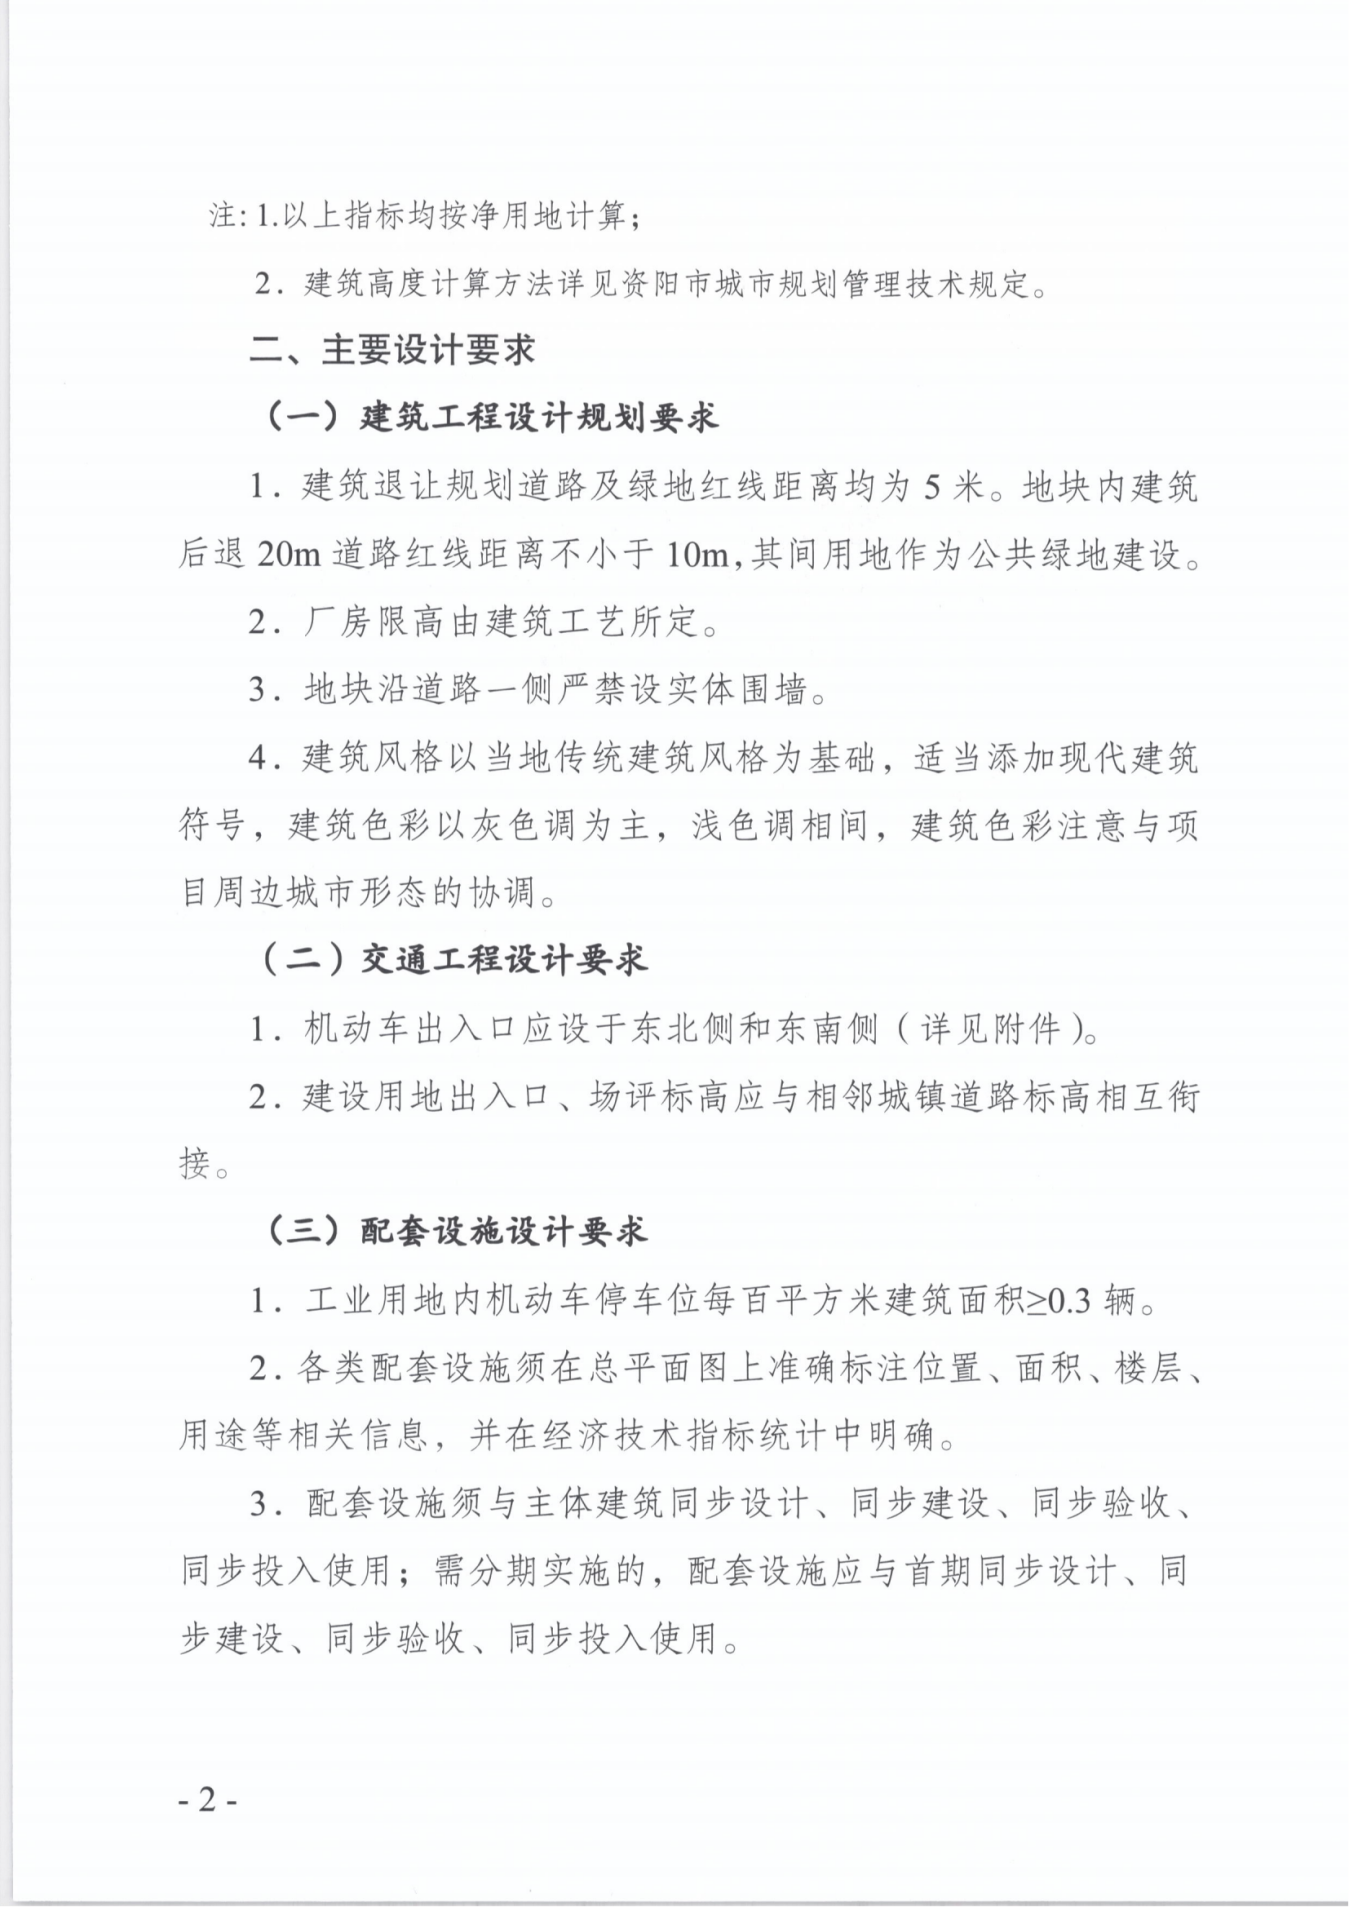 注：1.以上指标均按净用地计算；
2．建筑高度计算方法详见资阳市城市规划管理技术规定。
二、主要设计要求
（一）建筑工程设计规划要求
1．建筑退让规划道路及绿地红线距离均为 5 米。地块内建筑
后退 20m 道路红线距离不小于 10m，其间用地作为公共绿地建设。
2．厂房限高由建筑工艺所定。
3．地块沿道路一侧严禁设实体围墙。
4．建筑风格以当地传统建筑风格为基础，适当添加现代建筑
符号，建筑色彩以灰色调为主，浅色调相间，建筑色彩注意与项
目周边城市形态的协调。
（二）交通工程设计要求
1．机动车出入口应设于东北侧和东南侧（详见附件）。
2．建设用地出入口、场评标高应与相邻城镇道路标高相互衔
接。
（三）配套设施设计要求
1．工业用地内机动车停车位每百平方米建筑面积≥0.3 辆。
2．各类配套设施须在总平面图上准确标注位置、面积、楼层、
用途等相关信息，并在经济技术指标统计中明确。
3．配套设施须与主体建筑同步设计、同步建设、同步验收、
同步投入使用；需分期实施的，配套设施应与首期同步设计、同
步建设、同步验收、同步投入使用。
- 2 -